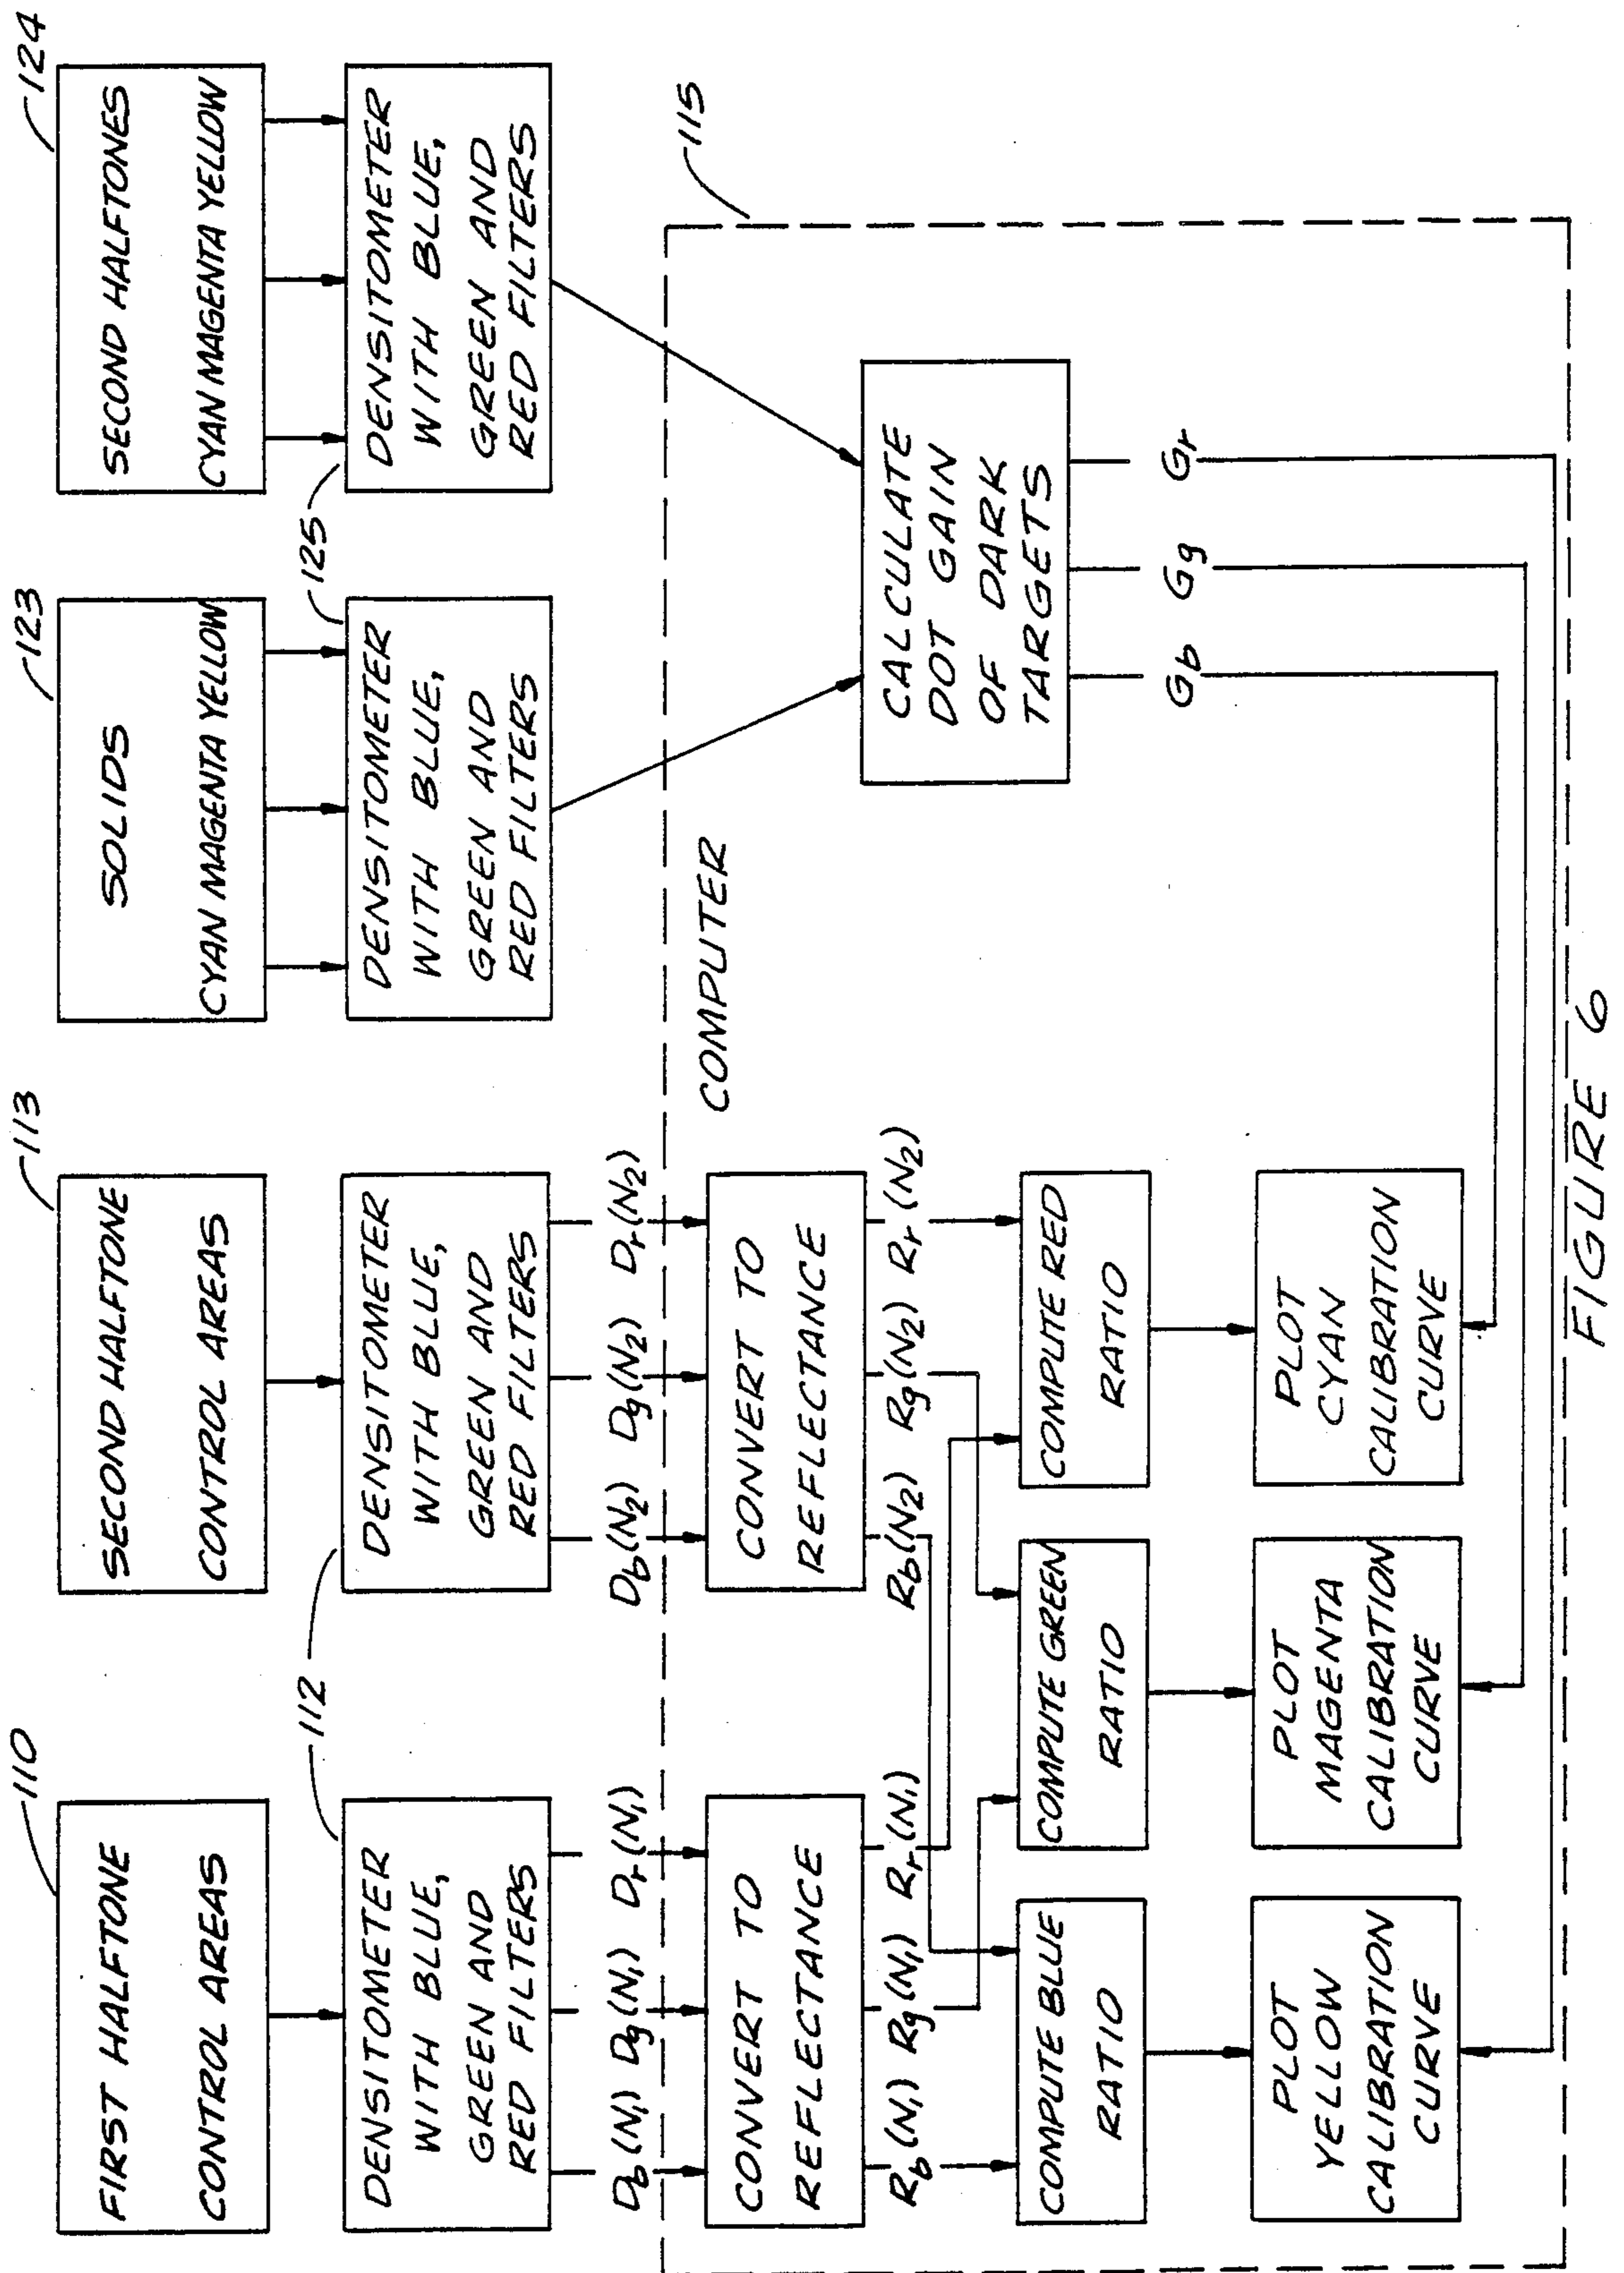 110
FIRST HALFTONE
CONTROL AREAS
113
SECOND HALFTONE
CONTROL AREAS
123
SOLIDS
CYAN MAGENTA YELLOW
124
SECOND HALFTONES
CYAN MAGENTA YELLOW
112
125
DENSITOMETER
WITH BLUE,
GREEN AND
RED FILTERS
DENSITOMETER
WITH BLUE,
GREEN AND
RED FILTERS
DENSITOMETER
WITH BLUE,
GREEN AND
RED FILTERS
DENSITOMETER
WITH BLUE,
GREEN AND
RED FILTERS
Db (N1) Dg (N1) Dr (N1)
Db (N2) Dg (N2) Dr (N2)
COMPUTER
115
CONVERT TO
REFLECTANCE
CONVERT TO
REFLECTANCE
Rb (N1) Rg (N1) Rr (N1)
Rb (N2) Rg (N2) Rr (N2)
CALCULATE
DOT GAIN
OF DARK
TARGETS
Gb Gg Gr
COMPUTE BLUE
RATIO
COMPUTE GREEN
RATIO
COMPUTE RED
RATIO
PLOT
YELLOW
CALIBRATION
CURVE
PLOT
MAGENTA
CALIBRATION
CURVE
PLOT
CYAN
CALIBRATION
CURVE
FIGURE 6